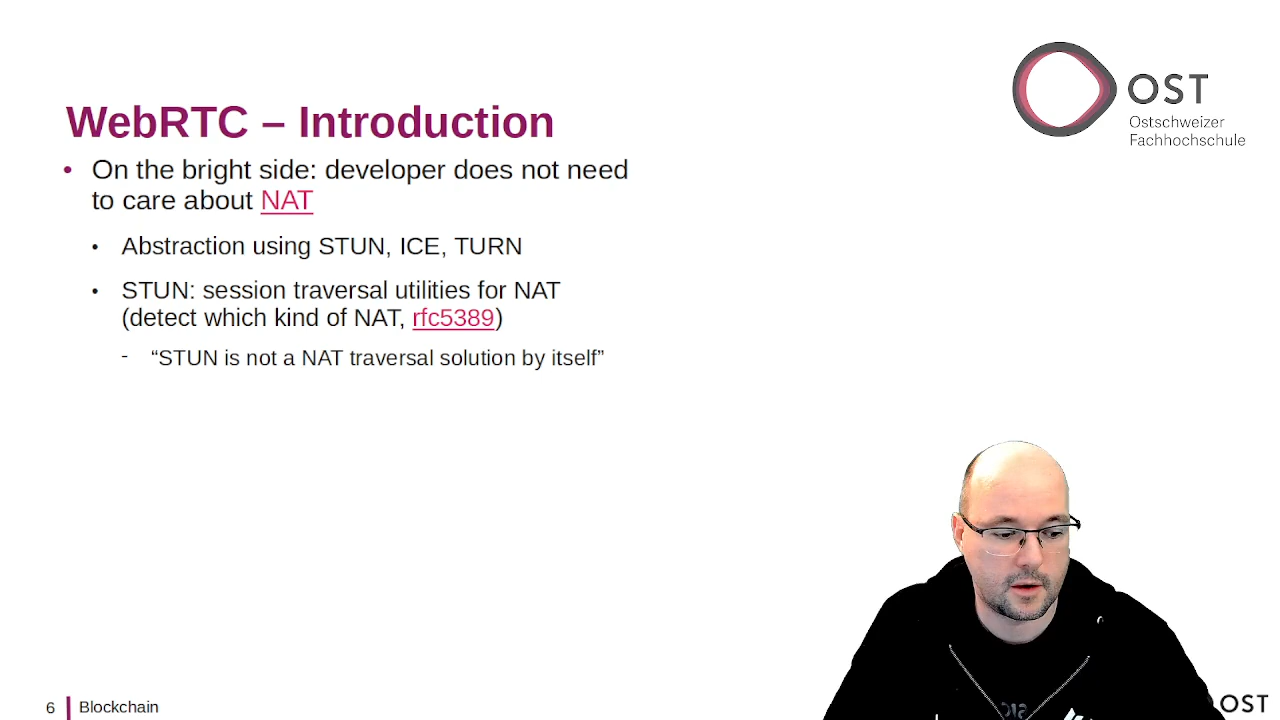 OST
Ostschweizer
Fachhochschule
WebRTC – Introduction
• On the bright side: developer does not need
to care about NAT
• Abstraction using STUN, ICE, TURN
• STUN: session traversal utilities for NAT
(detect which kind of NAT, rfc5389)
- “STUN is not a NAT traversal solution by itself”
6 Blockchain
OST